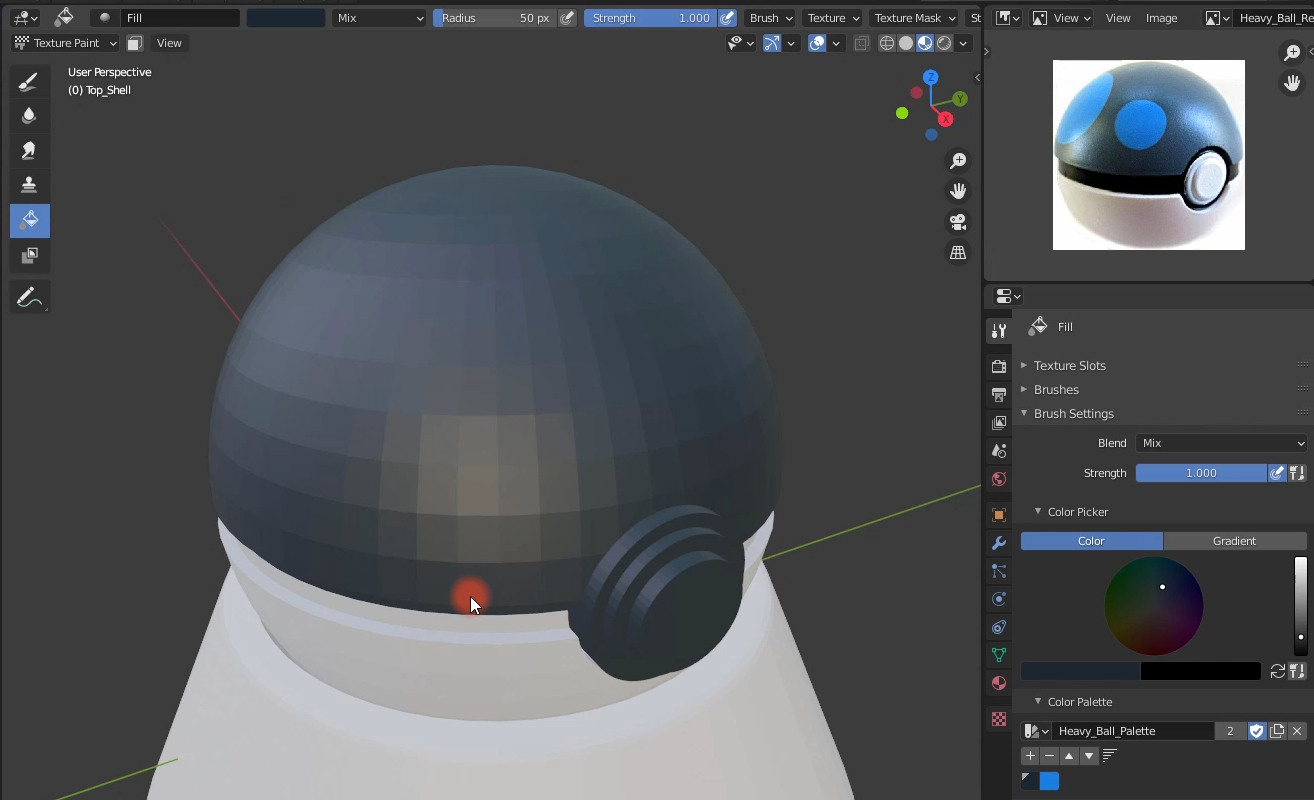 Fill Mix Radius 50 px Strength 1.000 Brush Texture Texture Mask St
View View Image Heavy_Ball_Re
Texture Paint View
User Perspective
(0) Top_Shell
Z
Y
X
Fill
Texture Slots
Brushes
Brush Settings
Blend Mix
Strength 1.000
Color Picker
Color Gradient
Color Palette
Heavy_Ball_Palette 2